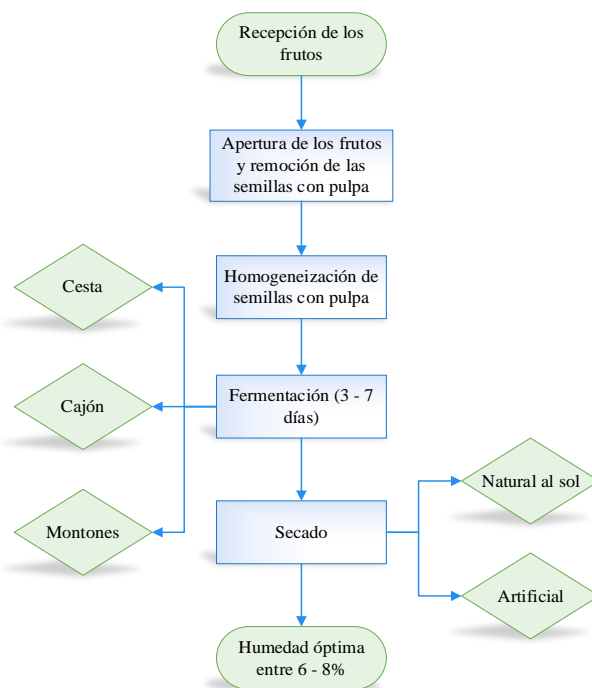 Recepción de los
frutos
Apertura de los frutos
y remoción de las
semillas con pulpa
Homogeneización de
semillas con pulpa
Cesta
Fermentación (3 - 7
días)
Cajón
Montones
Secado
Natural al sol
Artificial
Humedad óptima
entre 6 - 8%